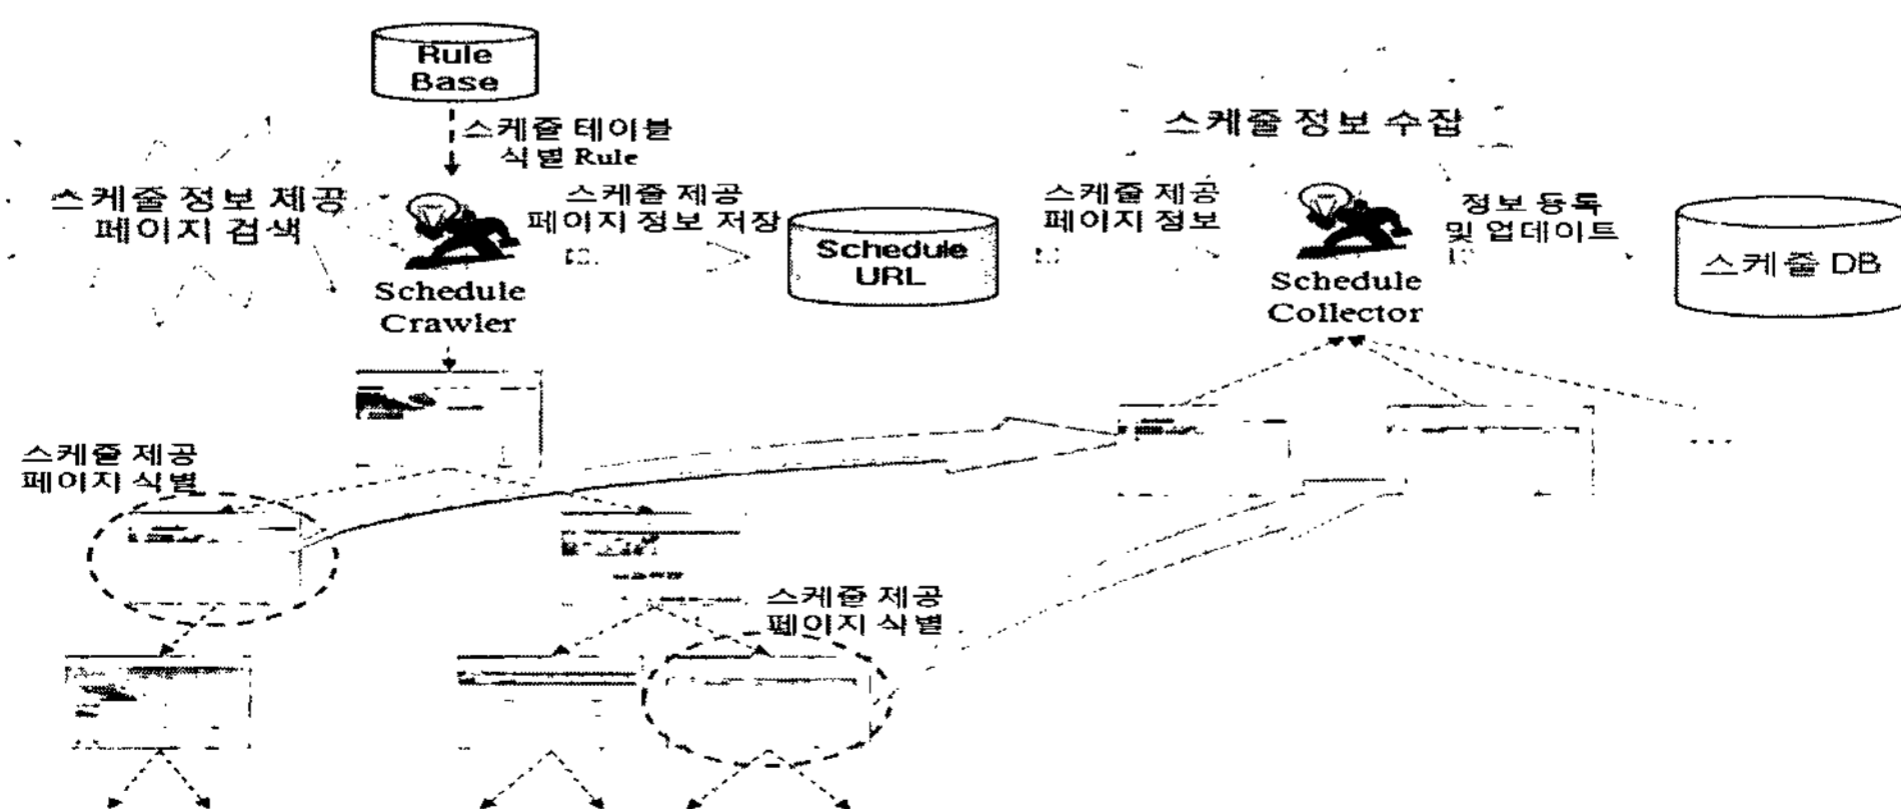 Rule
Base
스케줄 테이블
식별 Rule
스케줄 정보 수집
스케줄 정보 제공
페이지 검색
스케줄 제공
페이지 정보 저장
Schedule
URL
스케줄 제공
페이지 정보
정보 등록
및 업데이트
스케줄 DB
Schedule
Crawler
Schedule
Collector
스케줄 제공
페이지 식별
...
스케줄 제공
페이지 식별